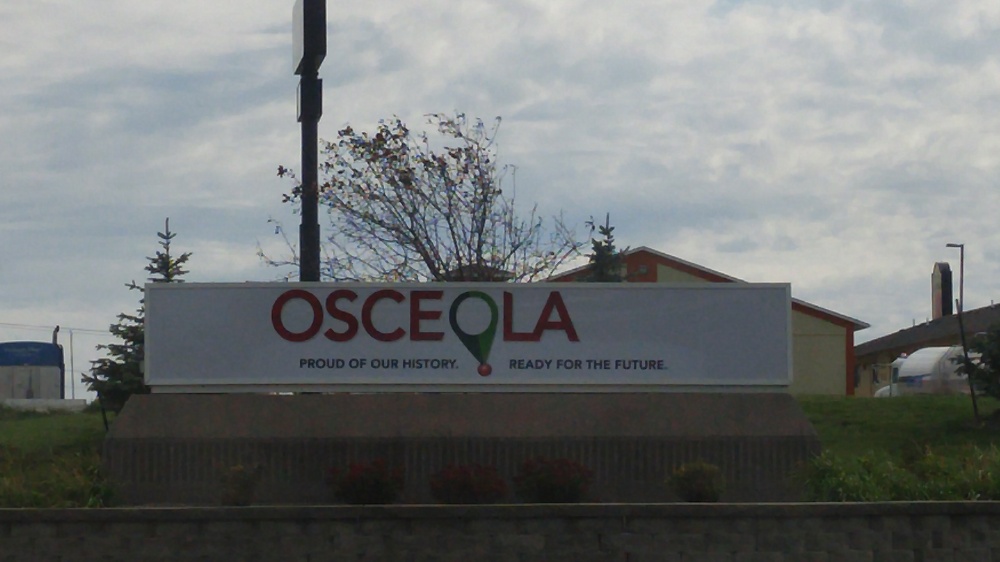 OSCEOLA
PROUD OF OUR HISTORY. READY FOR THE FUTURE.